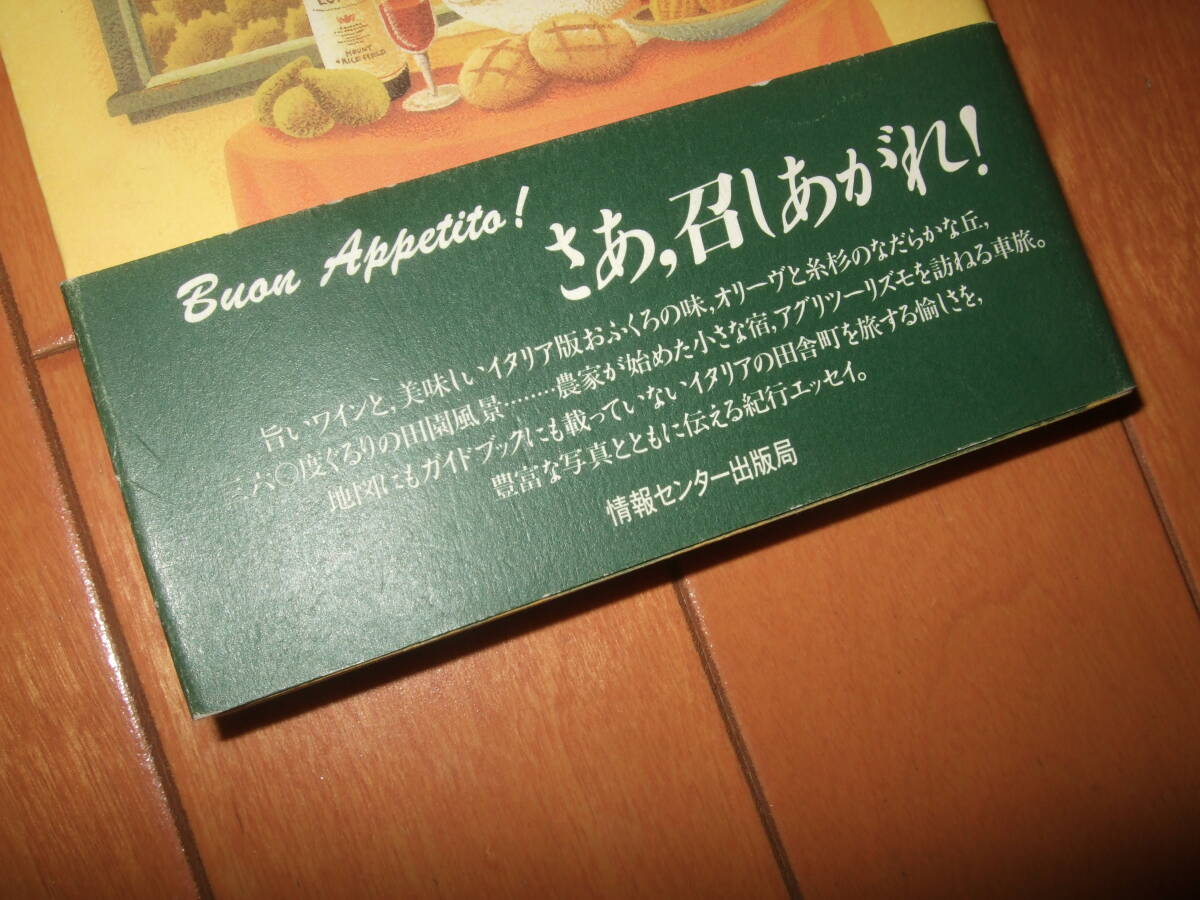 MOUNT
RICE FIELD
Buon Appetito!
さあ,召しあがれ!
旨いワインと,美味しいイタリア版おふくろの味,オリーヴと糸杉のなだらかな丘,
三六〇度ぐるりの田園風景………農家が始めた小さな宿,アグリツーリズモを訪ねる車旅。
地図にもガイドブックにも載っていないイタリアの田舎町を旅する愉しさを,
豊富な写真とともに伝える紀行エッセイ。
情報センター出版局